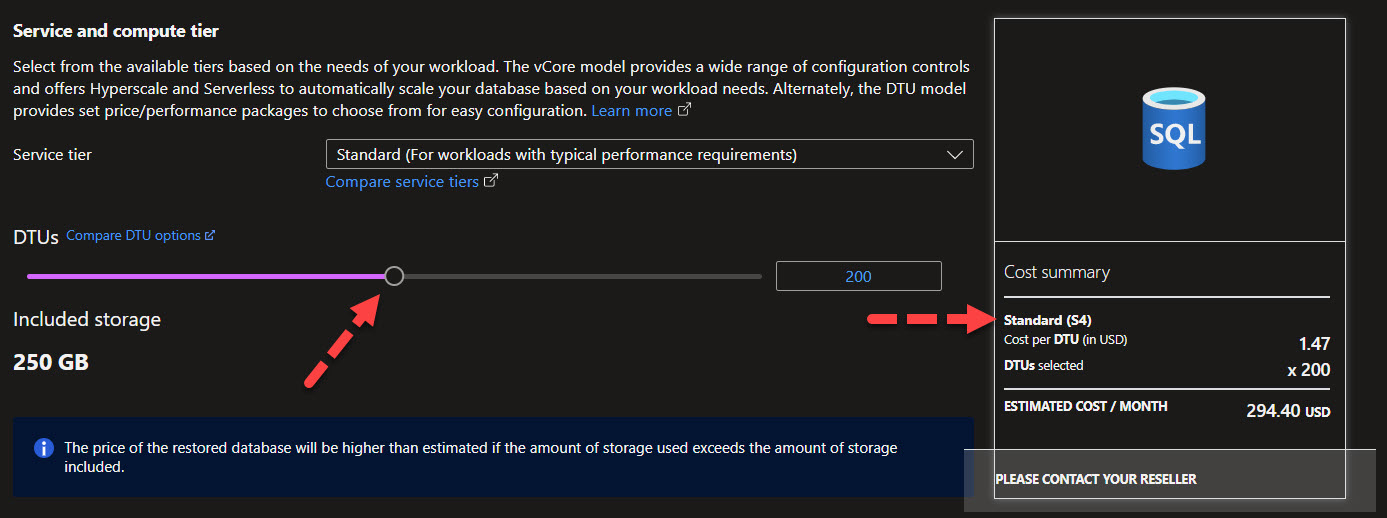 Service and compute tier
Select from the available tiers based on the needs of your workload. The vCore model provides a wide range of configuration controls
and offers Hyperscale and Serverless to automatically scale your database based on your workload needs. Alternately, the DTU model
provides set price/performance packages to choose from for easy configuration. Learn more
Service tier
Standard (For workloads with typical performance requirements)
Compare service tiers
DTUs Compare DTU options
200
Included storage
250 GB
The price of the restored database will be higher than estimated if the amount of storage used exceeds the amount of storage
included.
SQL
Cost summary
Standard (S4)
Cost per DTU (in USD) 1.47
DTUs selected x 200
ESTIMATED COST / MONTH 294.40 USD
PLEASE CONTACT YOUR RESELLER